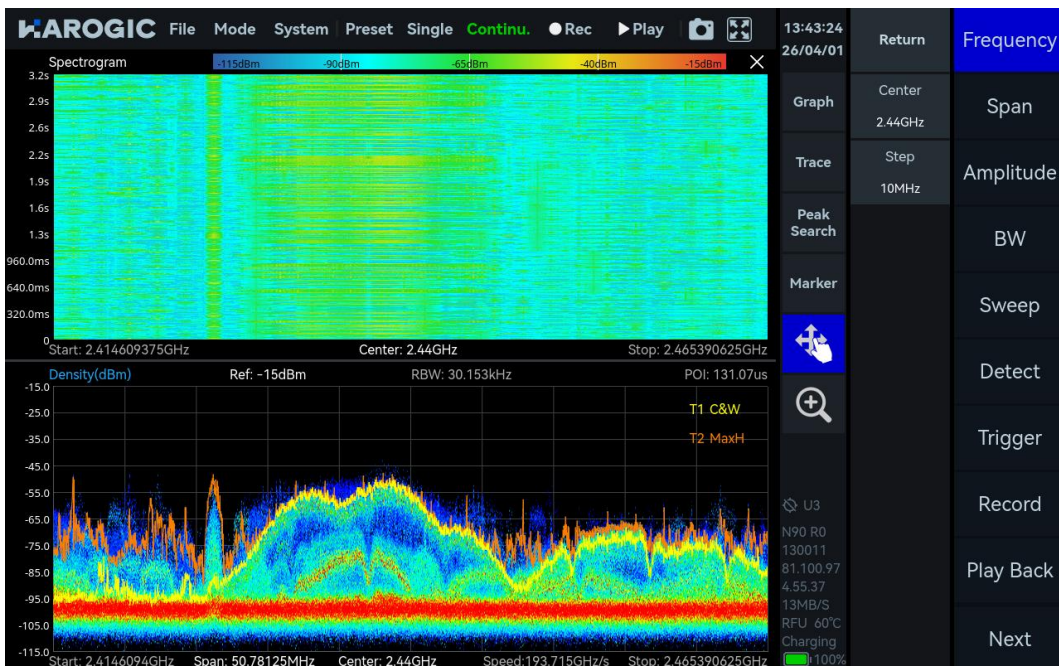 HAROGIC File Mode System Preset Single Continu. Rec Play
13:43:24
26/04/01
Spectrogram
-115dBm -90dBm -65dBm -40dBm -15dBm
3.2s
2.9s
2.6s
2.2s
1.9s
1.6s
1.3s
960.0ms
640.0ms
320.0ms
0
Start: 2.414609375GHz Center: 2.44GHz Stop: 2.465390625GHz
Density(dBm) Ref: -15dBm RBW: 30.153kHz POI: 131.07us
T1 C&W
T2 MaxH
-15.0
-25.0
-35.0
-45.0
-55.0
-65.0
-75.0
-85.0
-95.0
-105.0
-115.0
Start: 2.4146094GHz Span: 50.78125MHz Center: 2.44GHz Speed:193.715GHz/s Stop: 2.465390625GHz
Graph
Trace
Peak
Search
Marker
U3
N90 R0
130011
81.100.97
4.55.37
13MB/S
RFU 60°C
Charging
100%
Return
Center
2.44GHz
Step
10MHz
Frequency
Span
Amplitude
BW
Sweep
Detect
Trigger
Record
Play Back
Next